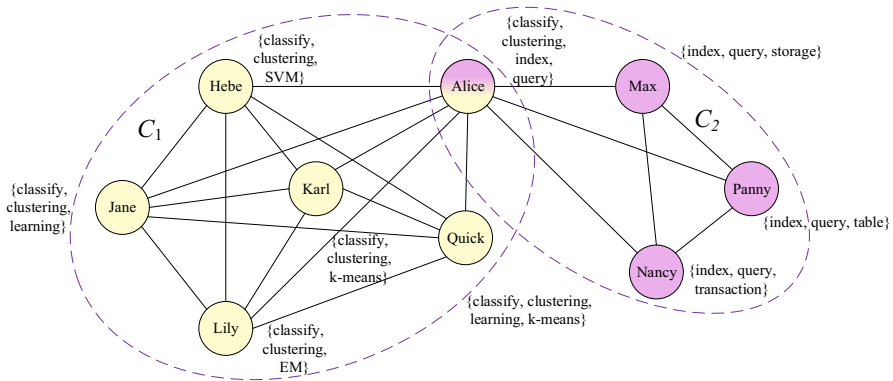 {classify,
clustering,
SVM}
{classify,
clustering,
index,
query}
{index, query, storage}
Hebe
Alice
Max
C1
C2
{classify,
clustering,
learning}
Jane
Karl
Panny
{index, query, table}
Quick
{classify,
clustering,
k-means}
Nancy
{index, query,
transaction}
{classify, clustering,
learning, k-means}
Lily
{classify,
clustering,
EM}